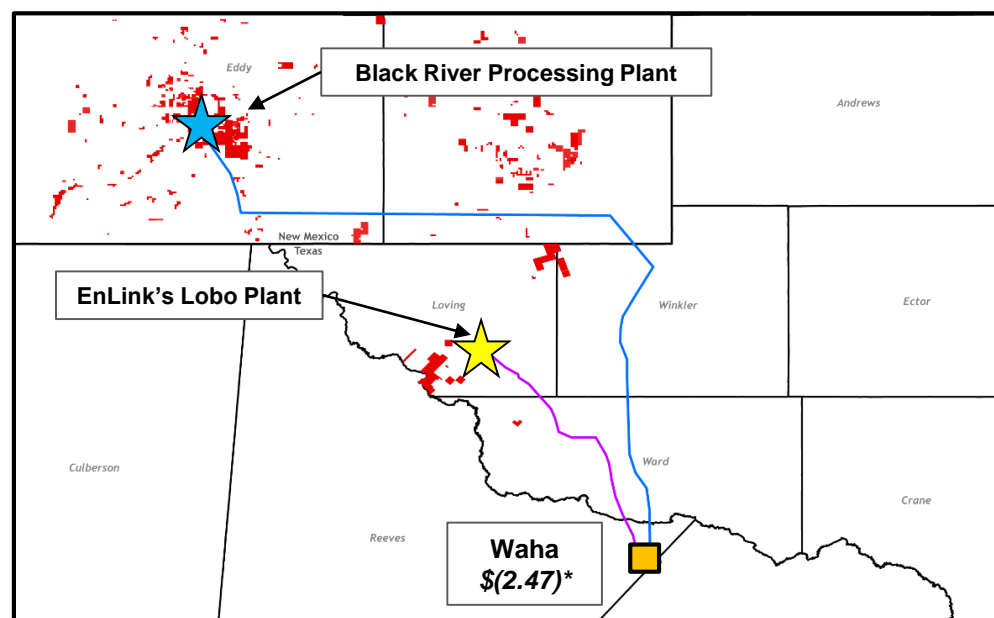 Eddy
Black River Processing Plant
Andrews
New Mexico
Texas
EnLink’s Lobo Plant
Loving
Winkler
Ector
Culberson
Ward
Crane
Reeves
Waha
$(2.47)*